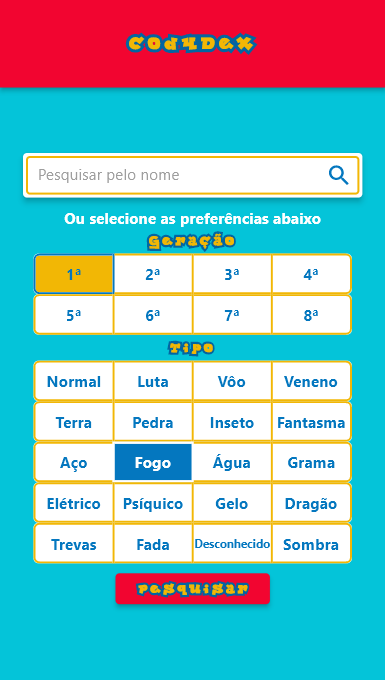 CodyDex
Pesquisar pelo nome
Ou selecione as preferências abaixo
Geração
1ª 2ª 3ª 4ª
5ª 6ª 7ª 8ª
Tipo
Normal Luta Vôo Veneno
Terra Pedra Inseto Fantasma
Aço Fogo Água Grama
Elétrico Psíquico Gelo Dragão
Trevas Fada Desconhecido Sombra
Pesquisar